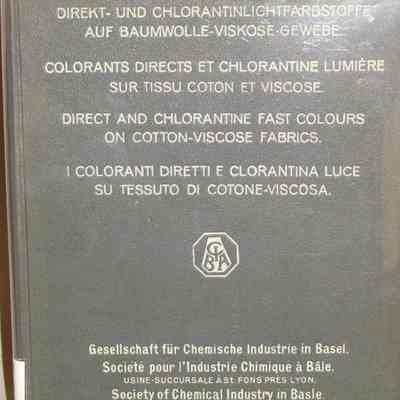 DIREKT- UND CHLORANTINLICHTFARBSTOFFE
AUF BAUMWOLLE-VISKOSE-GEWEBE.
COLORANTS DIRECTS ET CHLORANTINE LUMIÈRE
SUR TISSU COTON ET VISCOSE.
DIRECT AND CHLORANTINE FAST COLOURS
ON COTTON-VISCOSE FABRICS.
I COLORANTI DIRETTI E CLORANTINA LUCE
SU TESSUTO DI COTONE-VISCOSA.
CIBA
Gesellschaft für Chemische Industrie in Basel.
Société pour l'Industrie Chimique à Bâle.
USINE-SUCCURSALE À St. FONS PRÈS LYON.
Society of Chemical Industry in Basle.